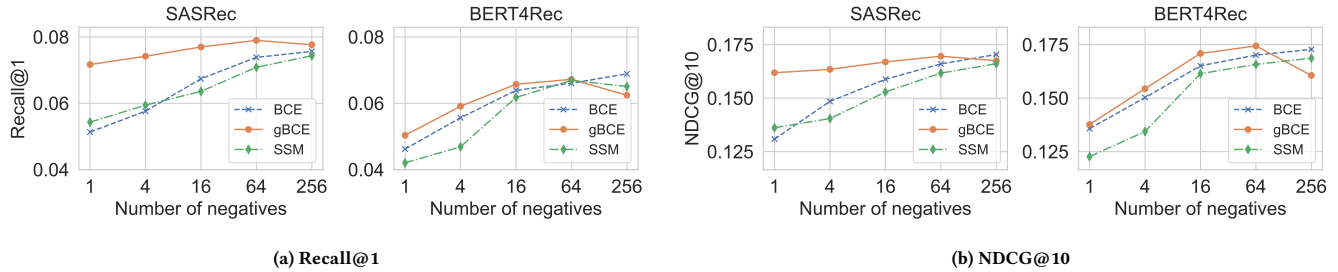 SASRec
BERT4Rec
Recall@1
0.08
0.06
0.04
BCE
gBCE
SSM
1 4 16 64 256
Number of negatives
0.08
0.06
0.04
BCE
gBCE
SSM
1 4 16 64 256
Number of negatives
(a) Recall@1
SASRec
BERT4Rec
NDCG@10
0.175
0.150
0.125
BCE
gBCE
SSM
1 4 16 64 256
Number of negatives
0.175
0.150
0.125
BCE
gBCE
SSM
1 4 16 64 256
Number of negatives
(b) NDCG@10